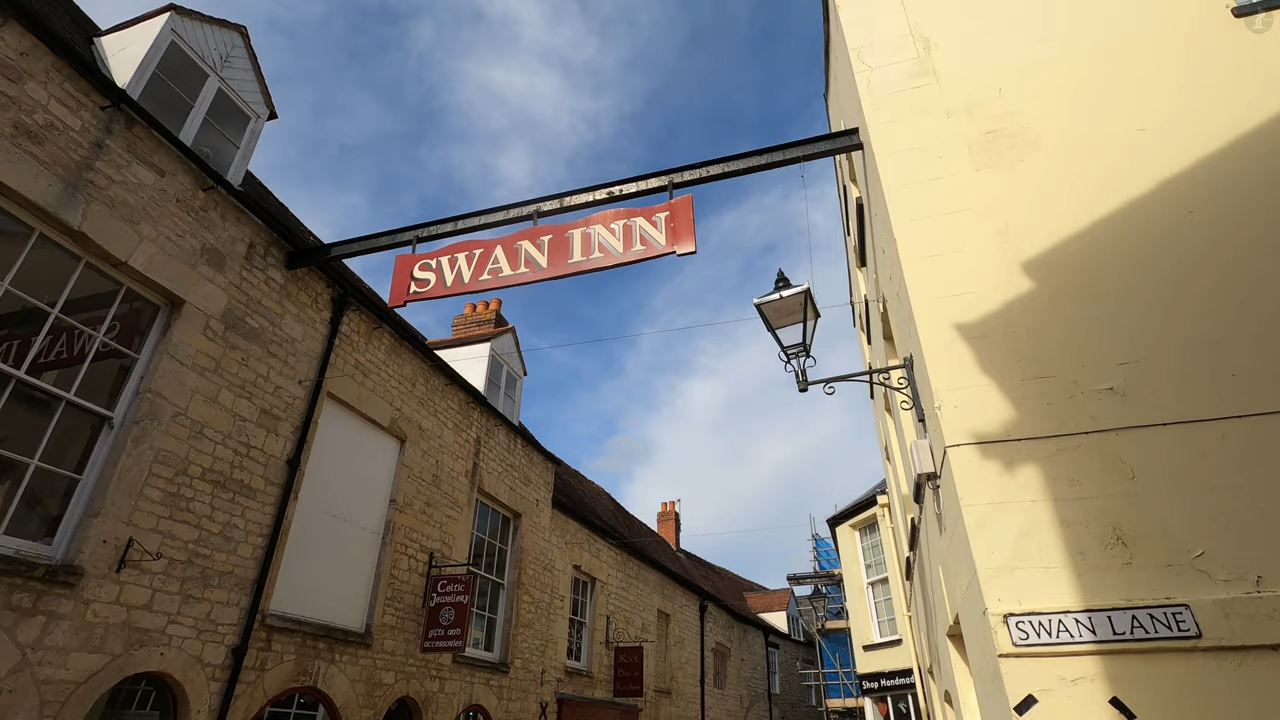 SWAN INN
SWAN LANE
Celtic
Jewellery
gifts and
accessories
Shop Handmad